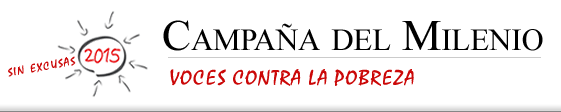 SIN EXCUSAS 2015
CAMPAÑA DEL MILENIO
VOCES CONTRA LA POBREZA